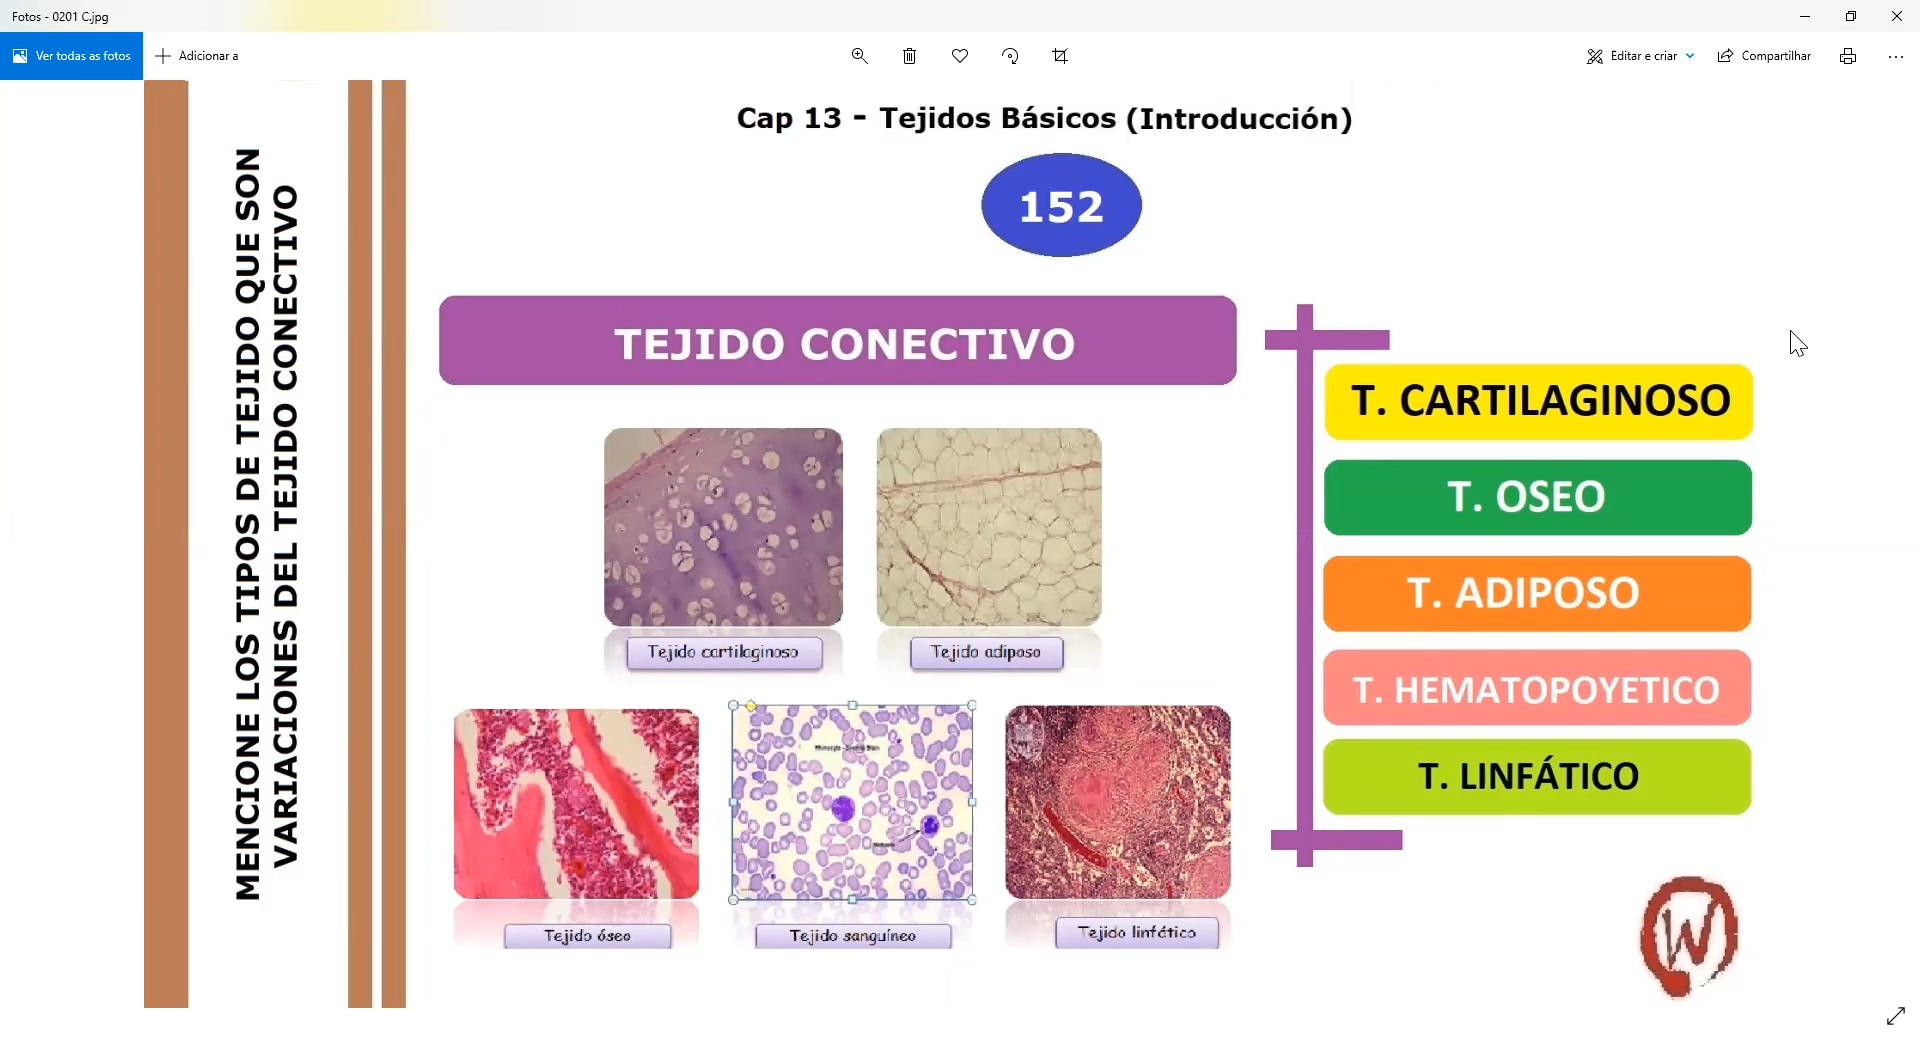 Fotos - 0201 C.jpg
Ver todas as fotos
Adicionar a
Editar e criar
Compartilhar
Cap 13 - Tejidos Básicos (Introducción)
152
MENCIONE LOS TIPOS DE TEJIDO QUE SON
VARIACIONES DEL TEJIDO CONECTIVO
TEJIDO CONECTIVO
Tejido cartilaginoso
Tejido adiposo
Tejido óseo
Tejido sanguíneo
Tejido linfático
T. CARTILAGINOSO
T. OSEO
T. ADIPOSO
T. HEMATOPOYETICO
T. LINFÁTICO
W